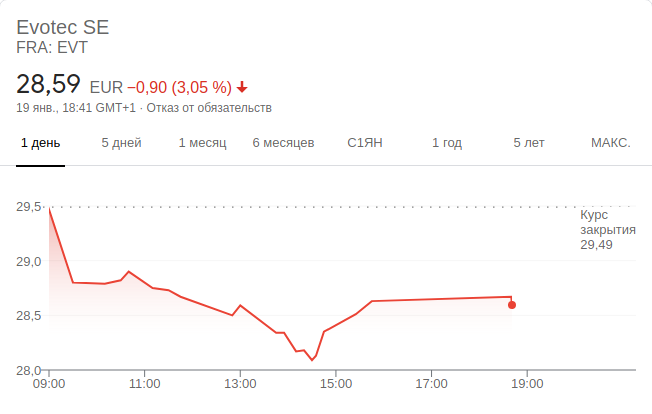 Evotec SE
FRA: EVT
28,59 EUR −0,90 (3,05 %)
19 янв., 18:41 GMT+1 · Отказ от обязательств
1 день 5 дней 1 месяц 6 месяцев С1ЯН 1 год 5 лет МАКС.
29,5
Курс
закрытия
29,49
29,0
28,5
28,0
09:00 11:00 13:00 15:00 17:00 19:00